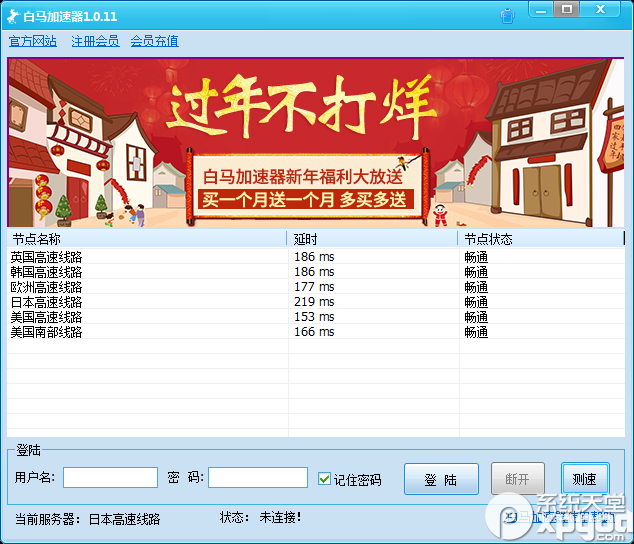 白马加速器1.0.11
官方网站 注册会员 会员充值
过年不打烊
白马加速器新年福利大放送
买一个月送一个月 多买多送
节点名称 延时 节点状态
英国高速线路 186 ms 畅通
韩国高速线路 186 ms 畅通
欧洲高速线路 177 ms 畅通
日本高速线路 219 ms 畅通
美国高速线路 153 ms 畅通
美国南部线路 166 ms 畅通
登陆
用户名: 密 码: 记住密码 登 陆 断开 测速
当前服务器: 日本高速线路 状态: 未连接!
系统天堂